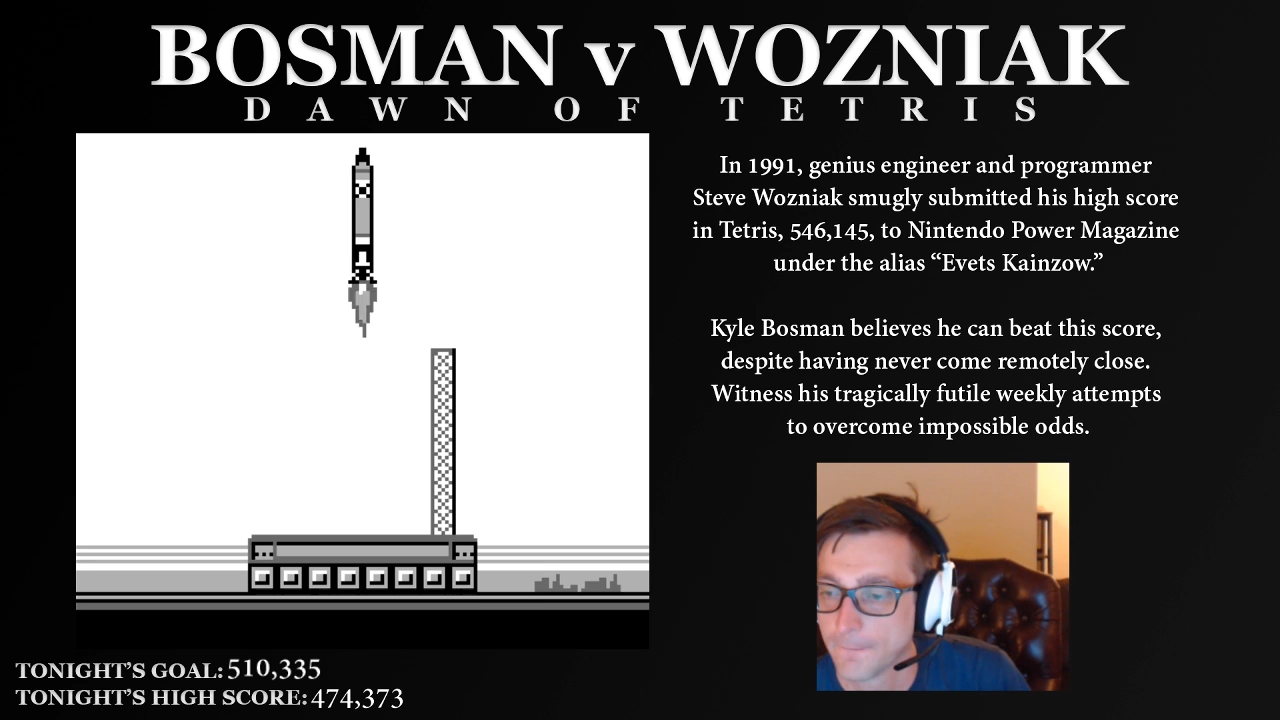 BOSMAN v WOZNIAK
DAWN OF TETRIS
In 1991, genius engineer and programmer
Steve Wozniak smugly submitted his high score
in Tetris, 546,145, to Nintendo Power Magazine
under the alias “Evets Kainzow.”
Kyle Bosman believes he can beat this score,
despite having never come remotely close.
Witness his tragically futile weekly attempts
to overcome impossible odds.
TONIGHT’S GOAL: 510,335
TONIGHT’S HIGH SCORE: 474,373